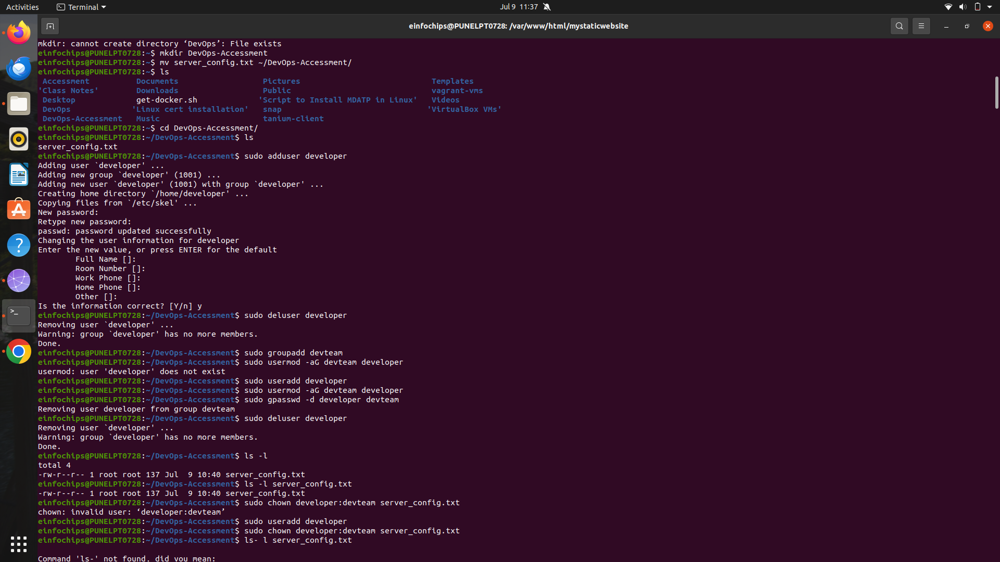 Activities
Terminal
Jul 9 11:37
einfochips@PUNELPT0728: /var/www/html/mystaticwebsite
mkdir: cannot create directory ‘DevOps’: File exists
einfochips@PUNELPT0728:~$ mkdir DevOps-Accessment
einfochips@PUNELPT0728:~$ mv server_config.txt ~/DevOps-Accessment/
einfochips@PUNELPT0728:~$ ls
Accessment Documents Pictures Templates
'Class Notes' Downloads Public vagrant-vms
Desktop get-docker.sh 'Script to Install MDATP in Linux' Videos
DevOps 'Linux cert installation' snap 'VirtualBox VMs'
DevOps-Accessment Music tanium-client
einfochips@PUNELPT0728:~$ cd DevOps-Accessment/
einfochips@PUNELPT0728:~/DevOps-Accessment$ ls
server_config.txt
einfochips@PUNELPT0728:~/DevOps-Accessment$ sudo adduser developer
Adding user `developer' ...
Adding new group `developer' (1001) ...
Adding new user `developer' (1001) with group `developer' ...
Creating home directory `/home/developer' ...
Copying files from `/etc/skel' ...
New password:
Retype new password:
passwd: password updated successfully
Changing the user information for developer
Enter the new value, or press ENTER for the default
Full Name []:
Room Number []:
Work Phone []:
Home Phone []:
Other []:
Is the information correct? [Y/n] y
einfochips@PUNELPT0728:~/DevOps-Accessment$ sudo deluser developer
Removing user `developer' ...
Warning: group `developer' has no more members.
Done.
einfochips@PUNELPT0728:~/DevOps-Accessment$ sudo groupadd devteam
einfochips@PUNELPT0728:~/DevOps-Accessment$ sudo usermod -aG devteam developer
usermod: user 'developer' does not exist
einfochips@PUNELPT0728:~/DevOps-Accessment$ sudo useradd developer
einfochips@PUNELPT0728:~/DevOps-Accessment$ sudo usermod -aG devteam developer
einfochips@PUNELPT0728:~/DevOps-Accessment$ sudo gpasswd -d developer devteam
Removing user developer from group devteam
einfochips@PUNELPT0728:~/DevOps-Accessment$ sudo deluser developer
Removing user `developer' ...
Warning: group `developer' has no more members.
Done.
einfochips@PUNELPT0728:~/DevOps-Accessment$ ls -l
total 4
-rw-r--r-- 1 root root 137 Jul  9 10:40 server_config.txt
einfochips@PUNELPT0728:~/DevOps-Accessment$ ls -l server_config.txt
-rw-r--r-- 1 root root 137 Jul  9 10:40 server_config.txt
einfochips@PUNELPT0728:~/DevOps-Accessment$ sudo chown developer:devteam server_config.txt
chown: invalid user: ‘developer:devteam’
einfochips@PUNELPT0728:~/DevOps-Accessment$ sudo useradd developer
einfochips@PUNELPT0728:~/DevOps-Accessment$ sudo chown developer:devteam server_config.txt
einfochips@PUNELPT0728:~/DevOps-Accessment$ ls- l server_config.txt
Command 'ls-' not found, did you mean: